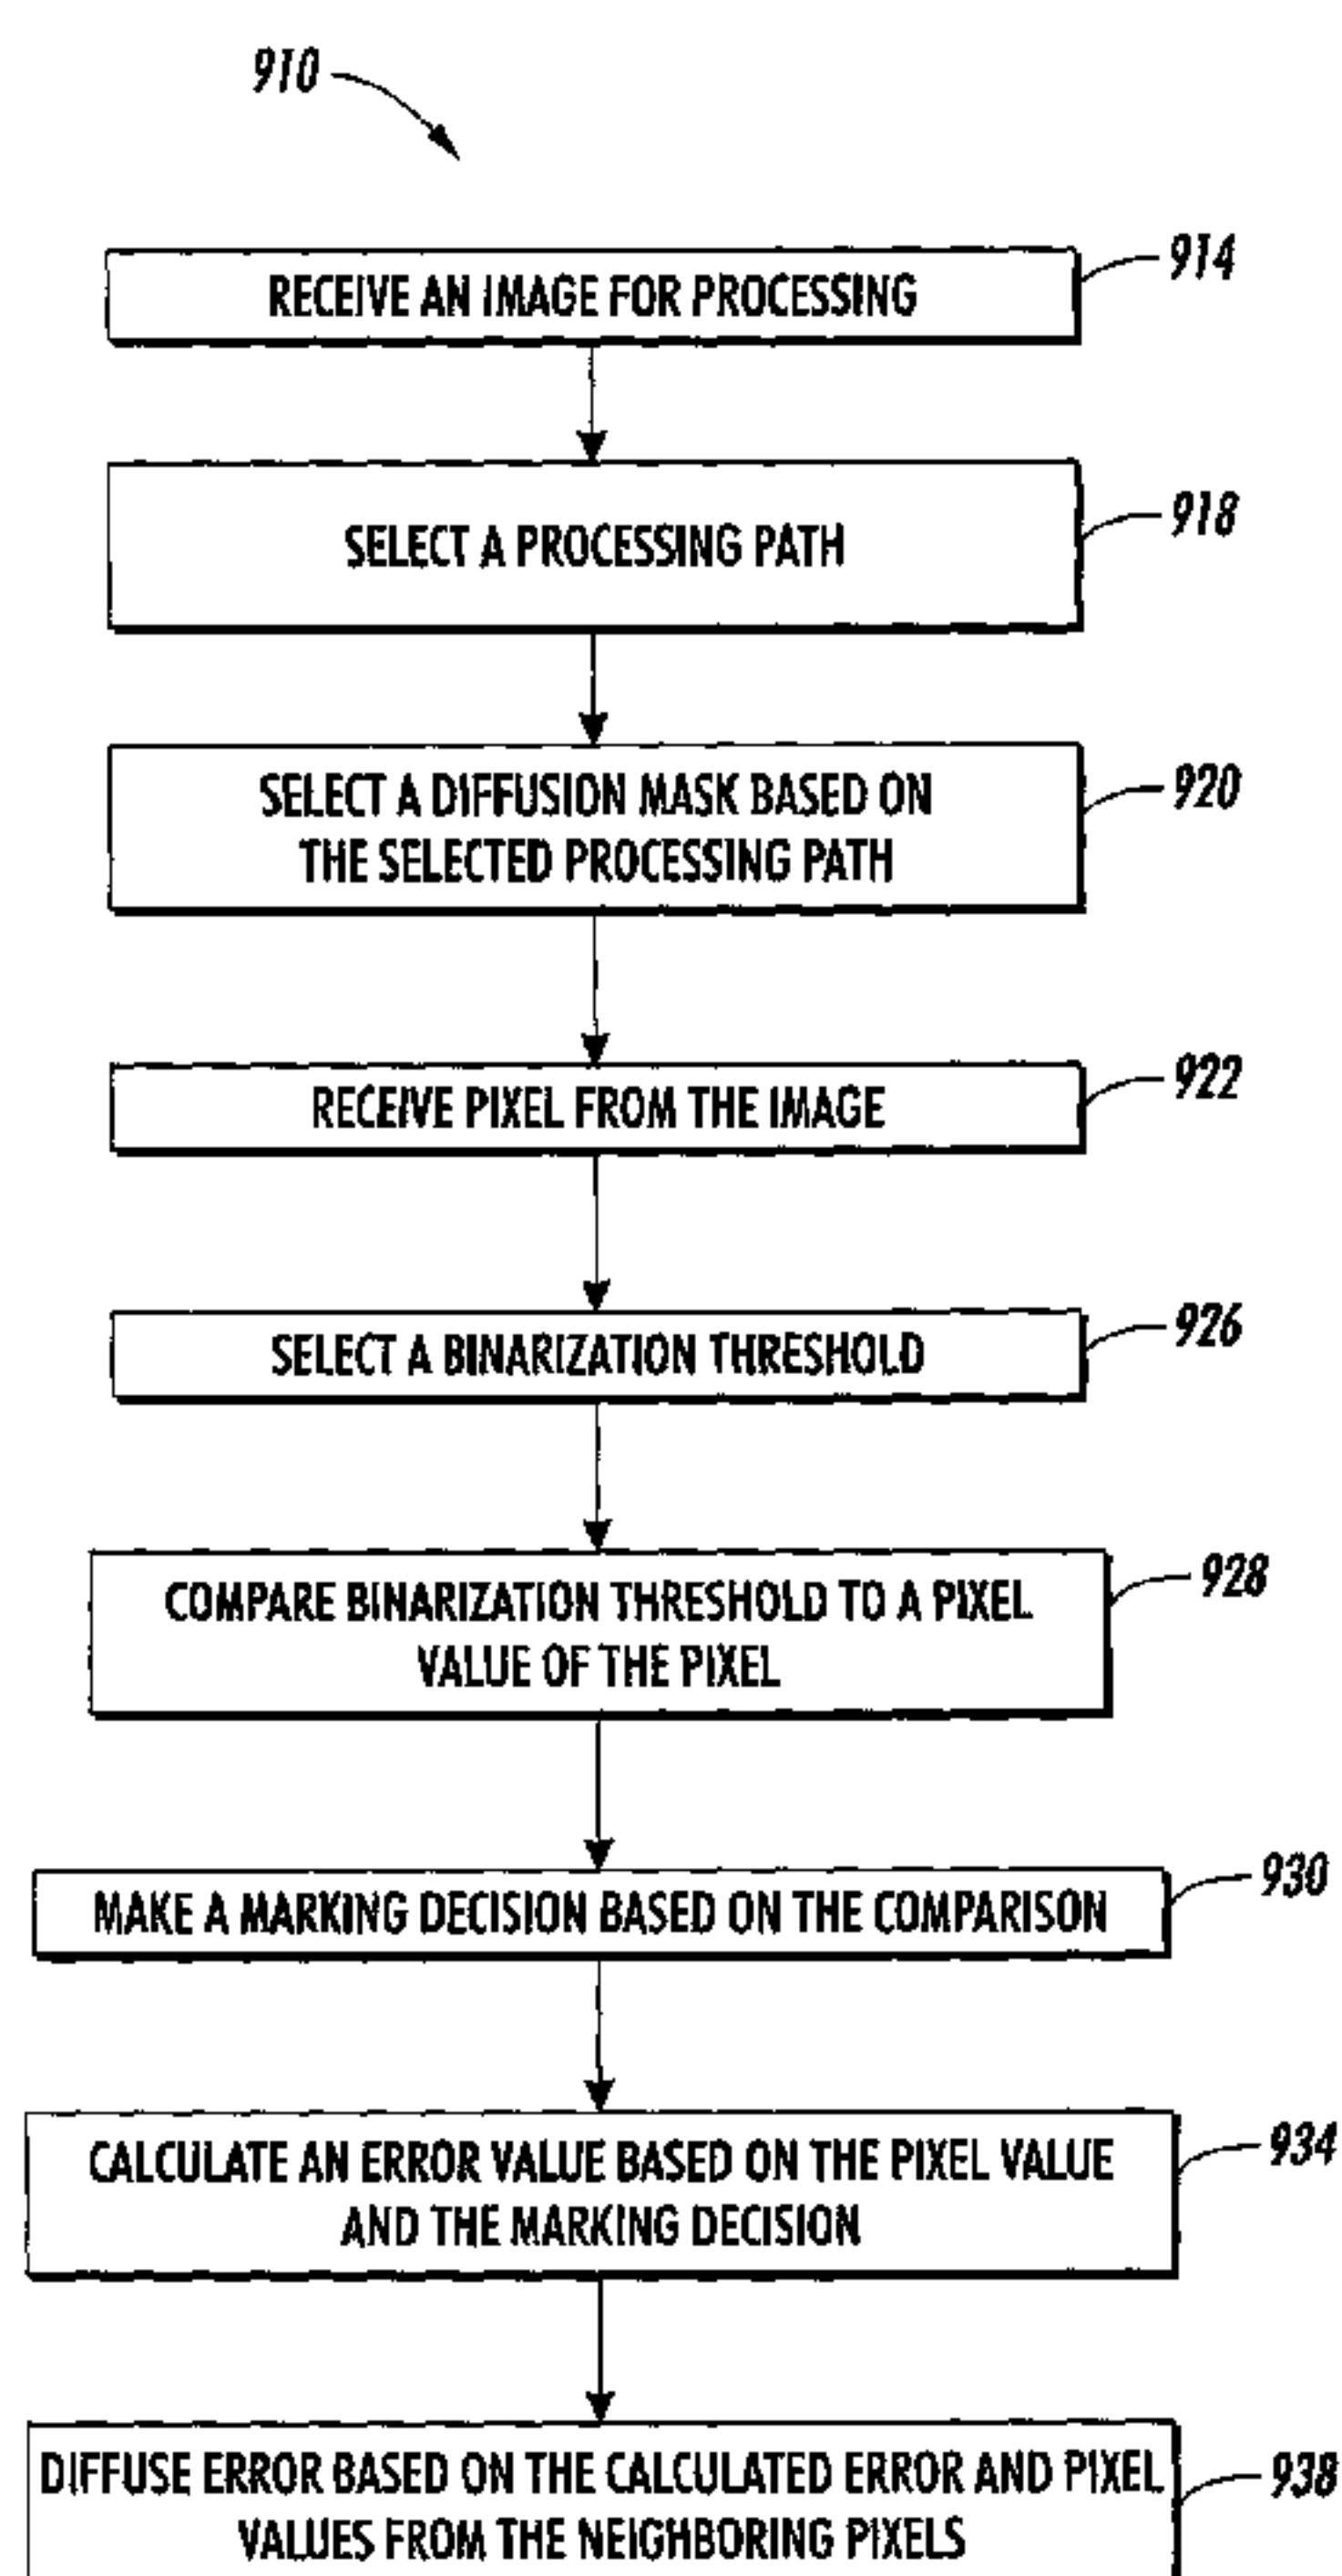 910
RECEIVE AN IMAGE FOR PROCESSING
914
SELECT A PROCESSING PATH
918
SELECT A DIFFUSION MASK BASED ON
THE SELECTED PROCESSING PATH
920
RECEIVE PIXEL FROM THE IMAGE
922
SELECT A BINARIZATION THRESHOLD
926
COMPARE BINARIZATION THRESHOLD TO A PIXEL
VALUE OF THE PIXEL
928
MAKE A MARKING DECISION BASED ON THE COMPARISON
930
CALCULATE AN ERROR VALUE BASED ON THE PIXEL VALUE
AND THE MARKING DECISION
934
DIFFUSE ERROR BASED ON THE CALCULATED ERROR AND PIXEL
VALUES FROM THE NEIGHBORING PIXELS
938